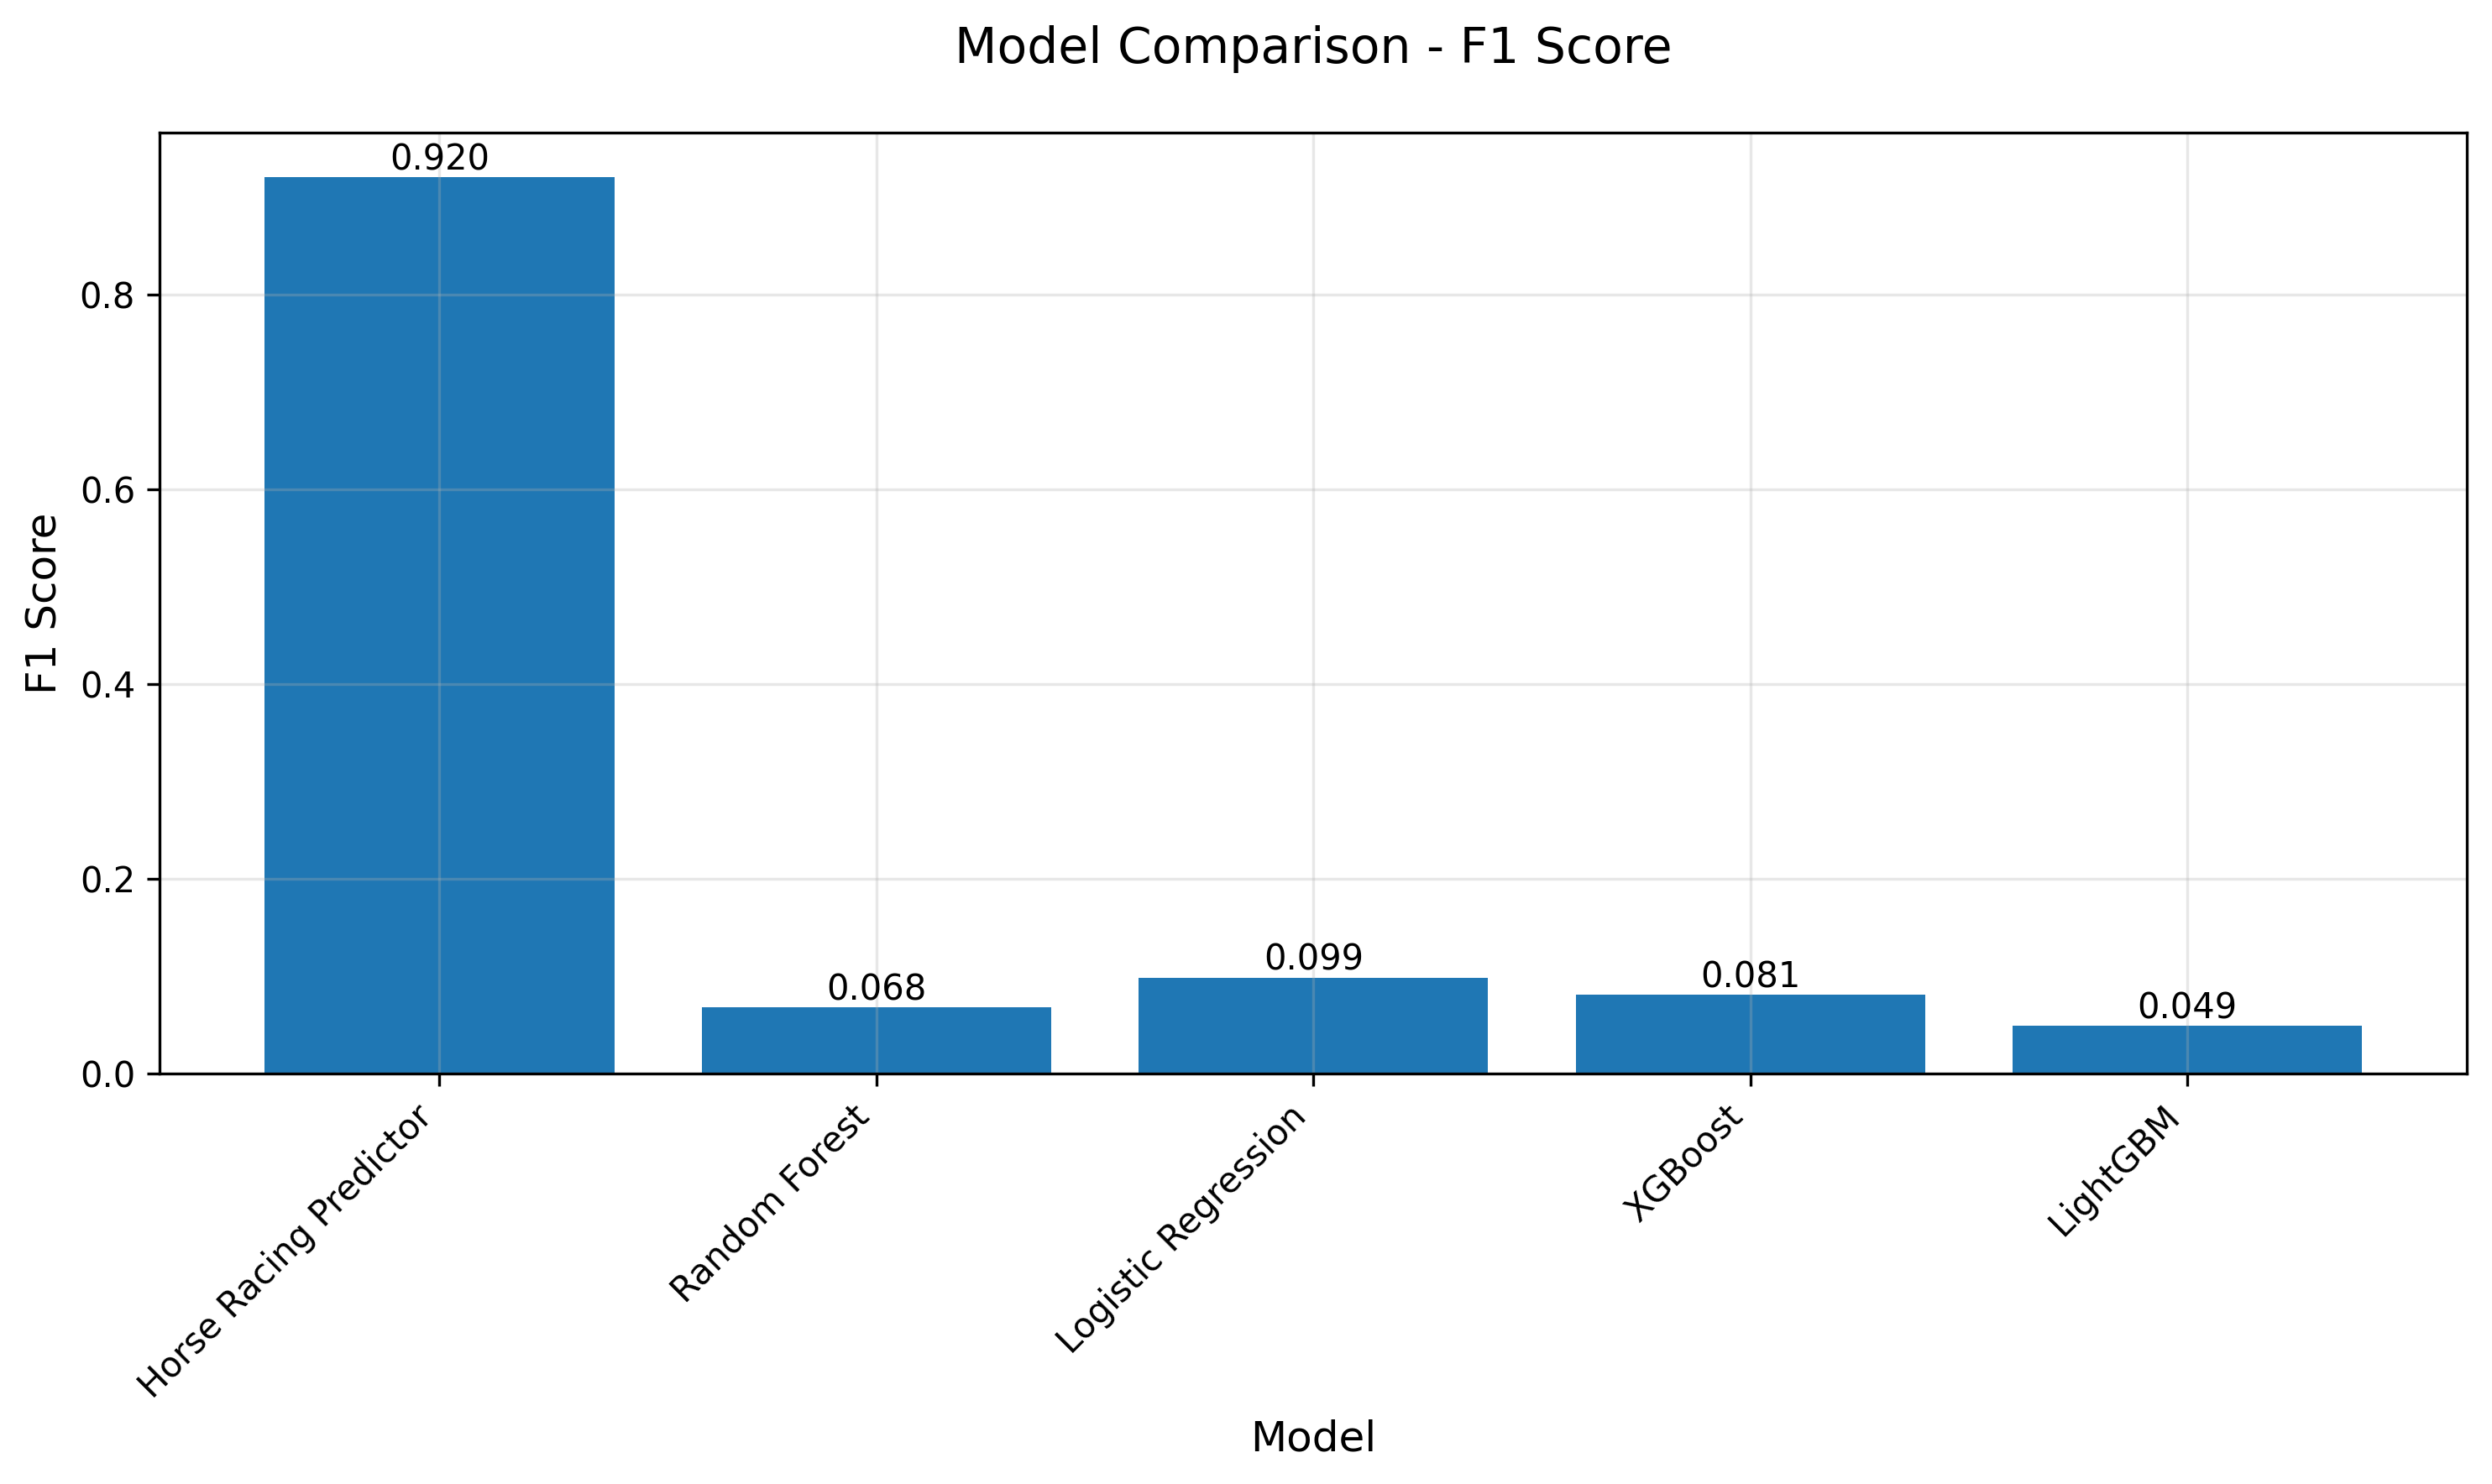 Model Comparison - F1 Score
F1 Score
0.8
0.6
0.4
0.2
0.0
0.920
0.068
0.099
0.081
0.049
Horse Racing Predictor
Random Forest
Logistic Regression
XGBoost
LightGBM
Model